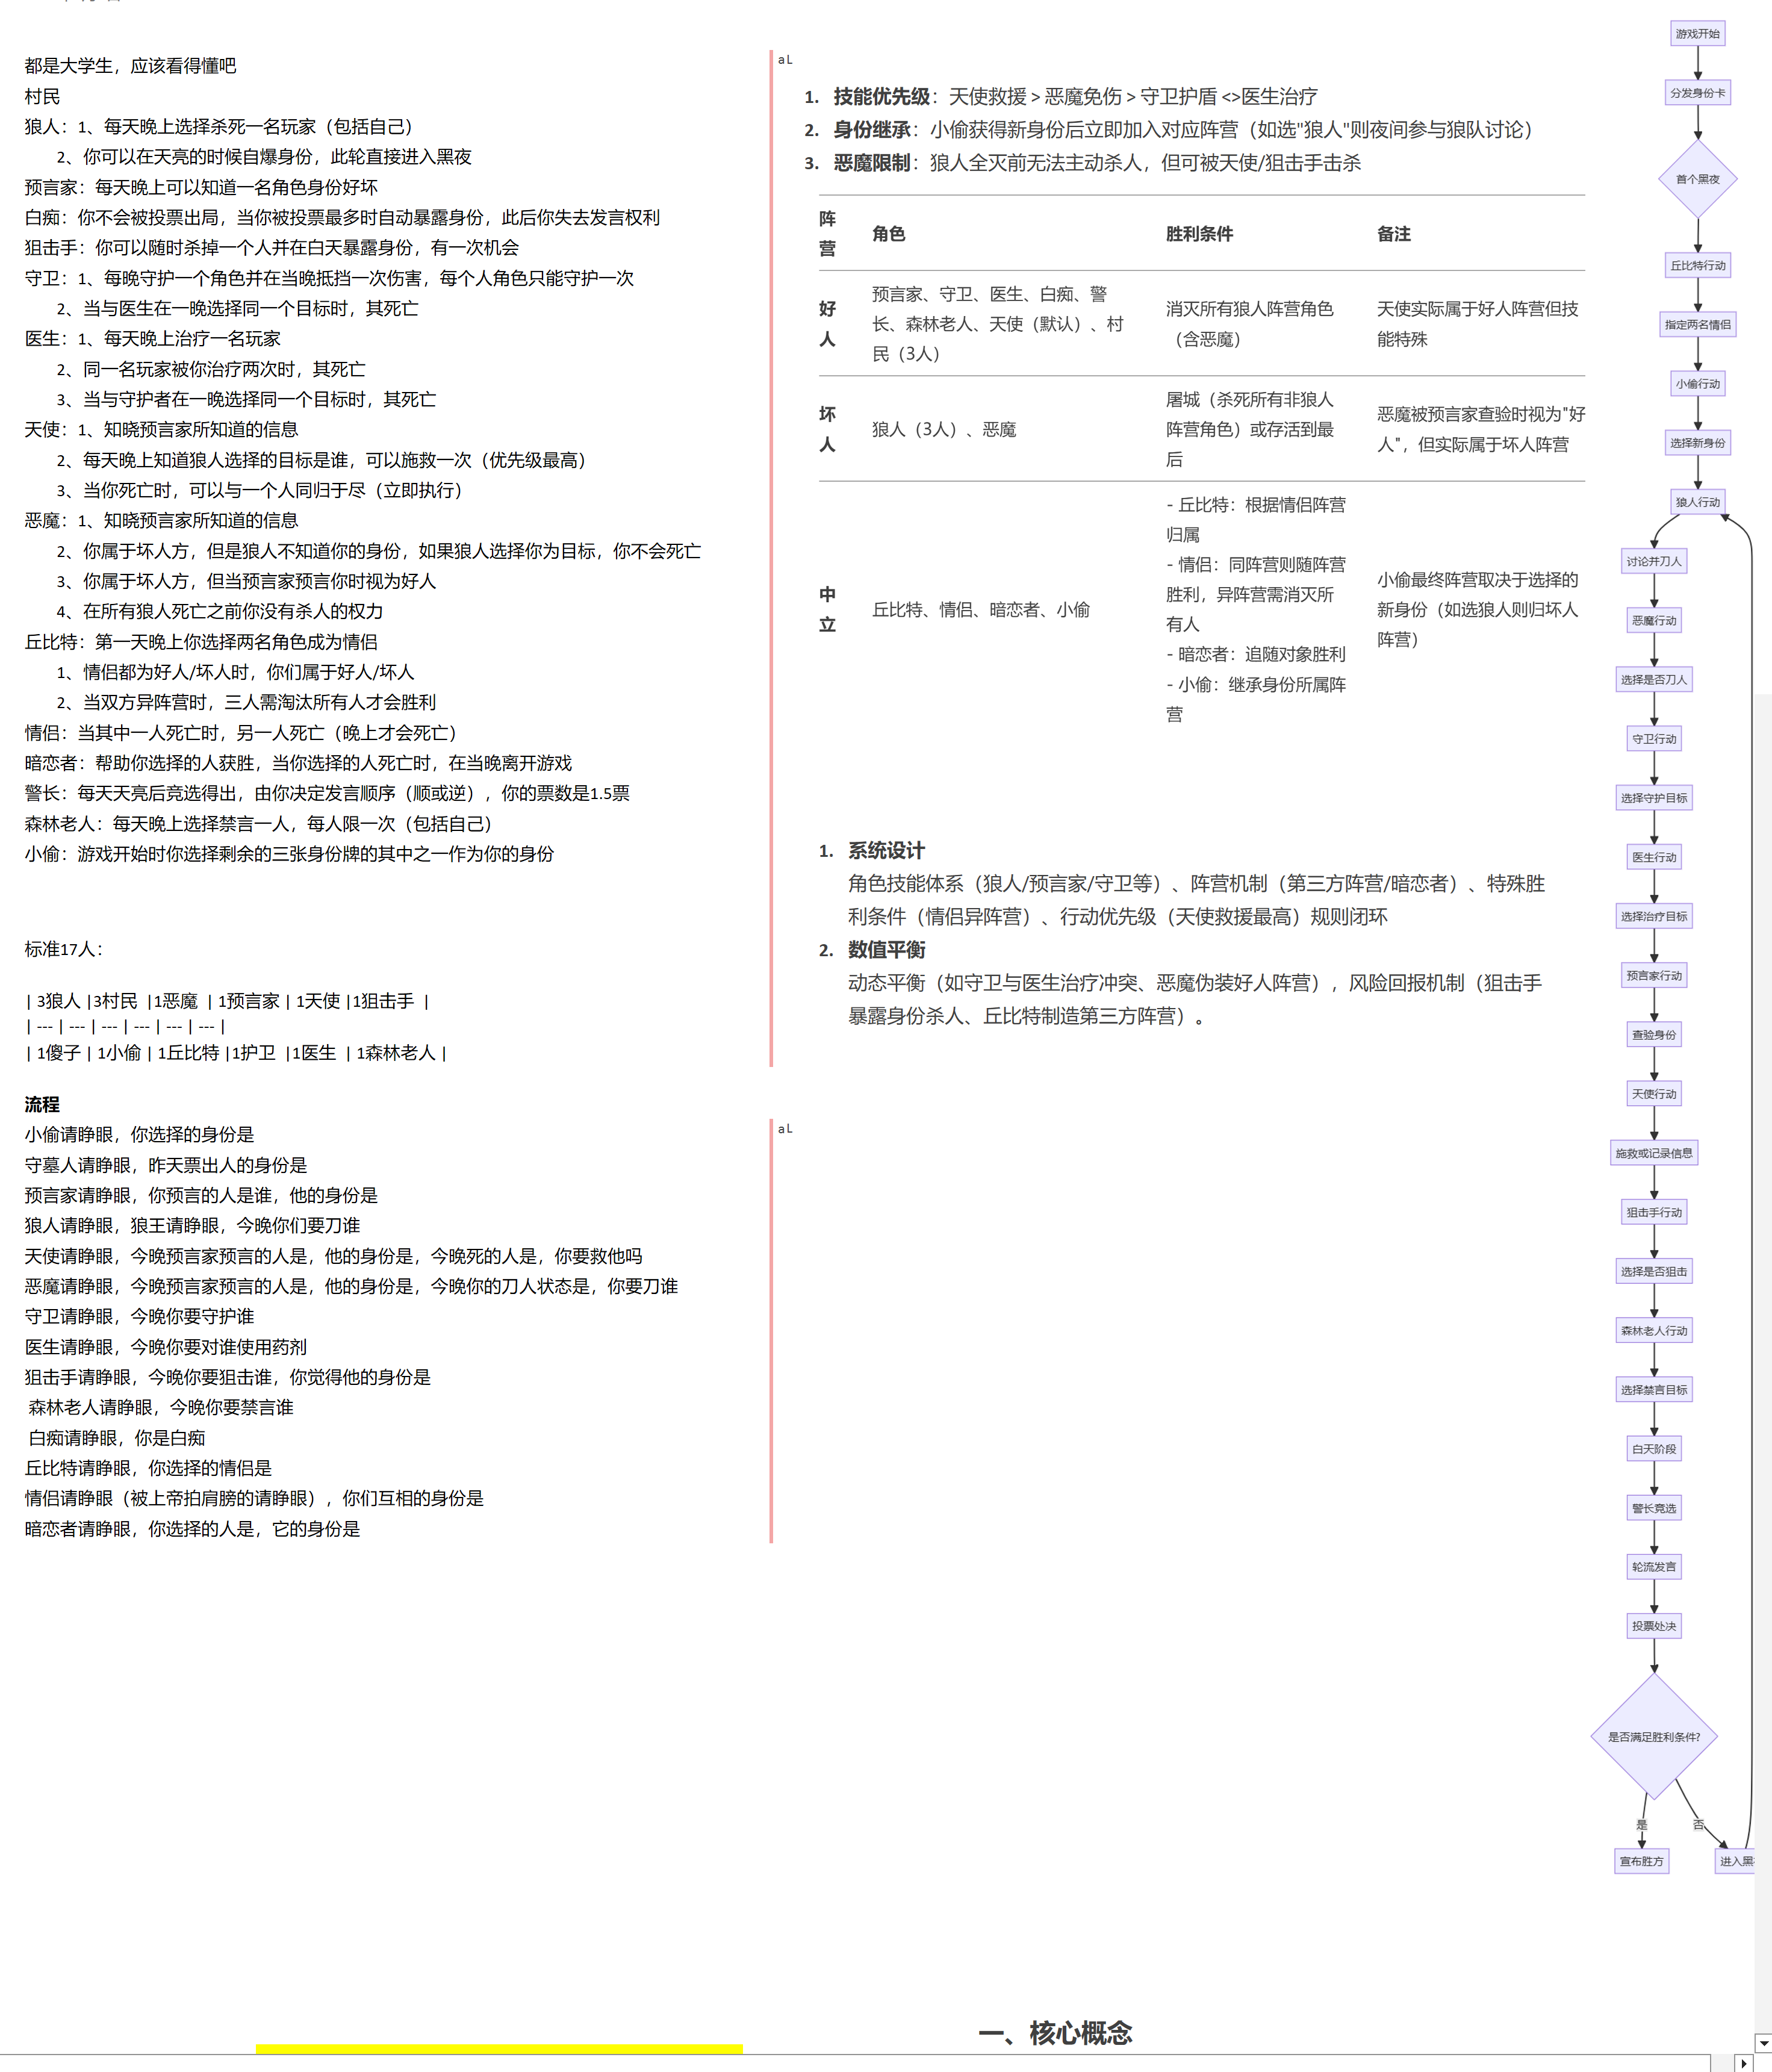 都是大学生，应该看得懂吧
村民
狼人：1、每天晚上选择杀死一名玩家（包括自己）
2、你可以在天亮的时候自爆身份，此轮直接进入黑夜
预言家：每天晚上可以知道一名角色身份好坏
白痴：你不会被投票出局，当你被投票最多时自动暴露身份，此后你失去发言权利
狙击手：你可以随时杀掉一个人并在白天暴露身份，有一次机会
守卫：1、每晚守护一个角色并在当晚抵挡一次伤害，每个人角色只能守护一次
2、当与医生在一晚选择同一个目标时，其死亡
医生：1、每天晚上治疗一名玩家
2、同一名玩家被你治疗两次时，其死亡
3、当与守护者在一晚选择同一个目标时，其死亡
天使：1、知晓预言家所知道的信息
2、每天晚上知道狼人选择的目标是谁，可以施救一次（优先级最高）
3、当你死亡时，可以与一个人同归于尽（立即执行）
恶魔：1、知晓预言家所知道的信息
2、你属于坏人方，但是狼人不知道你的身份，如果狼人选择你为目标，你不会死亡
3、你属于坏人方，但当预言家预言你时视为好人
4、在所有狼人死亡之前你没有杀人的权力
丘比特：第一天晚上你选择两名角色成为情侣
1、情侣都为好人/坏人时，你们属于好人/坏人
2、当双方异阵营时，三人需淘汰所有人才会胜利
情侣：当其中一人死亡时，另一人死亡（晚上才会死亡）
暗恋者：帮助你选择的人获胜，当你选择的人死亡时，在当晚离开游戏
警长：每天天亮后竞选得出，由你决定发言顺序（顺或逆），你的票数是1.5票
森林老人：每天晚上选择禁言一人，每人限一次（包括自己）
小偷：游戏开始时你选择剩余的三张身份牌的其中之一作为你的身份
标准17人：
| 3狼人 |3村民 |1恶魔 | 1预言家 | 1天使 |1狙击手 |
| --- | --- | --- | --- | --- | --- |
| 1傻子 | 1小偷 | 1丘比特 |1护卫 |1医生 | 1森林老人 |
流程
小偷请睁眼，你选择的身份是
守墓人请睁眼，昨天票出人的身份是
预言家请睁眼，你预言的人是谁，他的身份是
狼人请睁眼，狼王请睁眼，今晚你们要刀谁
天使请睁眼，今晚预言家预言的人是，他的身份是，今晚死的人是，你要救他吗
恶魔请睁眼，今晚预言家预言的人是，他的身份是，今晚你的刀人状态是，你要刀谁
守卫请睁眼，今晚你要守护谁
医生请睁眼，今晚你要对谁使用药剂
狙击手请睁眼，今晚你要狙击谁，你觉得他的身份是
森林老人请睁眼，今晚你要禁言谁
白痴请睁眼，你是白痴
丘比特请睁眼，你选择的情侣是
情侣请睁眼（被上帝拍肩膀的请睁眼），你们互相的身份是
暗恋者请睁眼，你选择的人是，它的身份是
aL
1. 技能优先级：天使救援 > 恶魔免伤 > 守卫护盾 <>医生治疗
2. 身份继承：小偷获得新身份后立即加入对应阵营（如选"狼人"则夜间参与狼队讨论）
3. 恶魔限制：狼人全灭前无法主动杀人，但可被天使/狙击手击杀
阵
营
角色
胜利条件
备注
好
人
预言家、守卫、医生、白痴、警
长、森林老人、天使（默认）、村
民（3人）
消灭所有狼人阵营角色
（含恶魔）
天使实际属于好人阵营但技
能特殊
坏
人
狼人（3人）、恶魔
屠城（杀死所有非狼人
阵营角色）或存活到最
后
恶魔被预言家查验时视为"好
人"，但实际属于坏人阵营
中
立
丘比特、情侣、暗恋者、小偷
- 丘比特：根据情侣阵营
归属
- 情侣：同阵营则随阵营
胜利，异阵营需消灭所
有人
- 暗恋者：追随对象胜利
- 小偷：继承身份所属阵
营
小偷最终阵营取决于选择的
新身份（如选狼人则归坏人
阵营）
1. 系统设计
角色技能体系（狼人/预言家/守卫等）、阵营机制（第三方阵营/暗恋者）、特殊胜
利条件（情侣异阵营）、行动优先级（天使救援最高）规则闭环
2. 数值平衡
动态平衡（如守卫与医生治疗冲突、恶魔伪装好人阵营），风险回报机制（狙击手
暴露身份杀人、丘比特制造第三方阵营）。
aL
游戏开始
分发身份卡
首个黑夜
丘比特行动
指定两名情侣
小偷行动
选择新身份
狼人行动
讨论并刀人
恶魔行动
选择是否刀人
守卫行动
选择守护目标
医生行动
选择治疗目标
预言家行动
查验身份
天使行动
施救或记录信息
狙击手行动
选择是否狙击
森林老人行动
选择禁言目标
白天阶段
警长竞选
轮流发言
投票处决
是否满足胜利条件?
是
否
宣布胜方
进入黑
一、核心概念